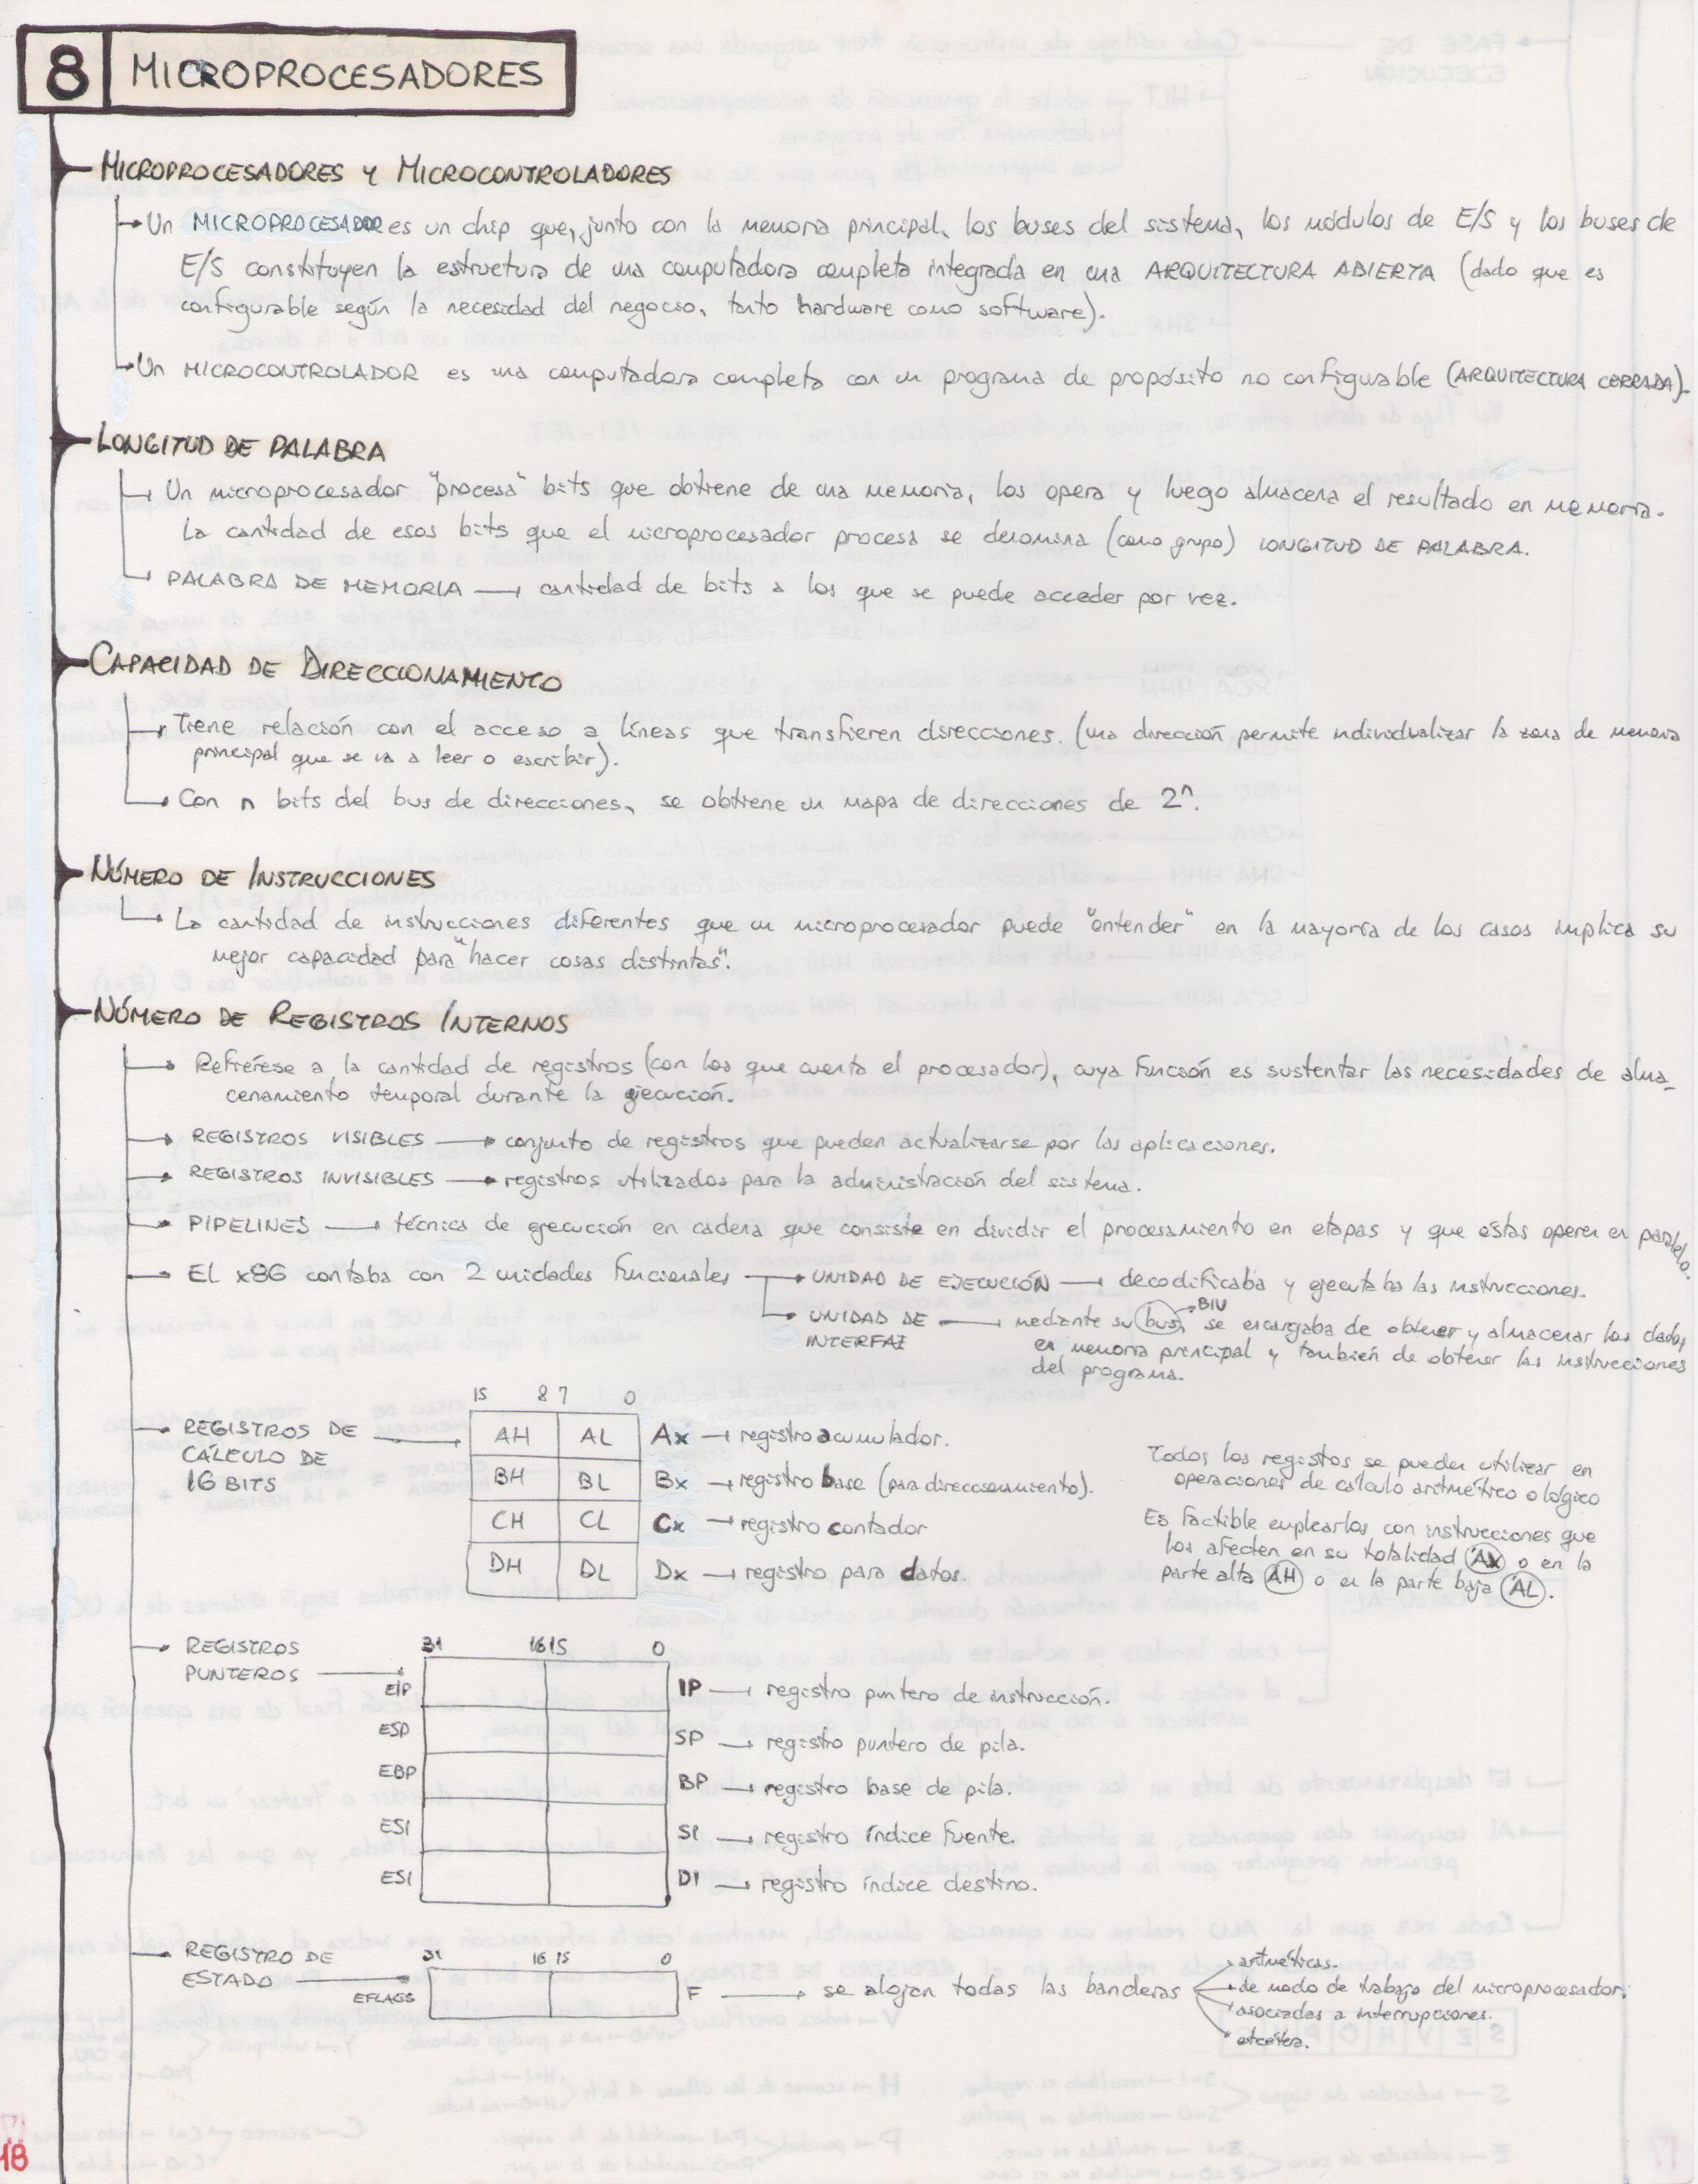 8 MICROPROCESADORES
MICROPROCESADORES Y MICROCONTROLADORES
Un MICROPROCESADOR es un chip que, junto con la memoria principal, los buses del sistema, los módulos de E/S y los buses de
E/S constituyen la estructura de una computadora completa integrada en una ARQUITECTURA ABIERTA (dado que es
configurable según la necesidad del negocio, tanto hardware como software).
Un MICROCONTROLADOR es una computadora completa con un programa de propósito no configurable (ARQUITECTURA CERRADA).
LONGITUD DE PALABRA
Un microprocesador "procesa" bits que obtiene de una memoria, los opera y luego almacena el resultado en memoria.
La cantidad de esos bits que el microprocesador procesa se denomina (como grupo) LONGITUD DE PALABRA.
PALABRA DE MEMORIA → cantidad de bits a los que se puede acceder por vez.
CAPACIDAD DE DIRECCIONAMIENTO
Tiene relación con el acceso a líneas que transfieren direcciones. (una dirección permite individualizar la zona de memoria
principal que se va a leer o escribir).
Con n bits del bus de direcciones, se obtiene un mapa de direcciones de 2^n.
NÚMERO DE INSTRUCCIONES
La cantidad de instrucciones diferentes que un microprocesador puede "entender" en la mayoría de los casos implica su
mejor capacidad para "hacer cosas distintas".
NÚMERO DE REGISTROS INTERNOS
Refiérese a la cantidad de registros (con los que cuenta el procesador), cuya función es sustentar las necesidades de alma-
cenamiento temporal durante la ejecución.
REGISTROS VISIBLES → conjunto de registros que pueden actualizarse por las aplicaciones.
REGISTROS INVISIBLES → registros utilizados para la administración del sistema.
PIPELINES → técnica de ejecución en cadena que consiste en dividir el procesamiento en etapas y que éstas operen en paralelo.
El x86 contaba con 2 unidades funcionales → UNIDAD DE EJECUCIÓN → decodificaba y ejecutaba las instrucciones.
BIU
UNIDAD DE → mediante su bus, se encargaba de obtener y almacenar los datos
INTERFAZ en memoria principal y también de obtener las instrucciones
del programa.
15 8 7 0
REGISTROS DE → AH AL Ax → registro acumulador.
CÁLCULO DE
16 BITS BH BL Bx → registro base (para direccionamiento).
CH CL Cx → registro contador
DH DL Dx → registro para datos.
Todos los registos se pueden utilizar en
operaciones de cálculo aritmético o lógico
Es factible emplearlos con instrucciones que
los afecten en su totalidad AX o en la
parte alta AH o en la parte baja AL.
REGISTROS 31 16 15 0
PUNTEROS →
EIP IP → registro puntero de instrucción.
ESP SP → registro puntero de pila.
EBP BP → registro base de pila.
ESI SI → registro índice fuente.
ESI DI → registro índice destino.
REGISTRO DE 31 16 15 0
ESTADO → EFLAGS F → se alojan todas las banderas
aritméticas.
de modo de trabajo del microprocesador.
asociadas a interrupciones.
etcétera.
18